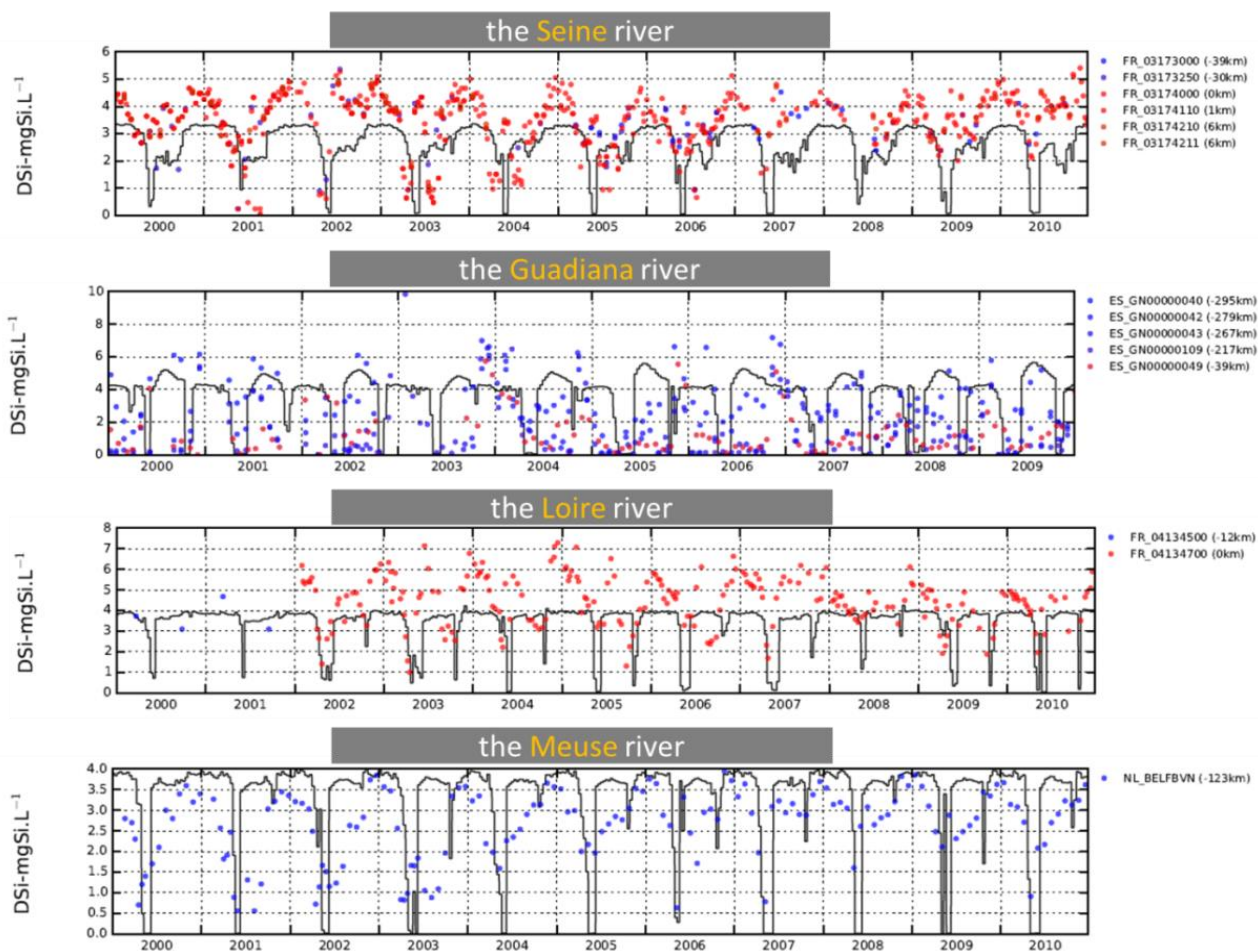 the Seine river
DSi-mgSi.L⁻¹
6
5
4
3
2
1
0
2000 2001 2002 2003 2004 2005 2006 2007 2008 2009 2010
FR_03173000 (-39km)
FR_03173250 (-30km)
FR_03174000 (0km)
FR_03174110 (1km)
FR_03174210 (6km)
FR_03174211 (6km)
the Guadiana river
DSi-mgSi.L⁻¹
10
8
6
4
2
0
2000 2001 2002 2003 2004 2005 2006 2007 2008 2009
ES_GN00000040 (-295km)
ES_GN00000042 (-279km)
ES_GN00000043 (-267km)
ES_GN00000109 (-217km)
ES_GN00000049 (-39km)
the Loire river
DSi-mgSi.L⁻¹
8
7
6
5
4
3
2
1
0
2000 2001 2002 2003 2004 2005 2006 2007 2008 2009 2010
FR_04134500 (-12km)
FR_04134700 (0km)
the Meuse river
DSi-mgSi.L⁻¹
4.0
3.5
3.0
2.5
2.0
1.5
1.0
0.5
0.0
2000 2001 2002 2003 2004 2005 2006 2007 2008 2009 2010
NL_BELFBVN (-123km)